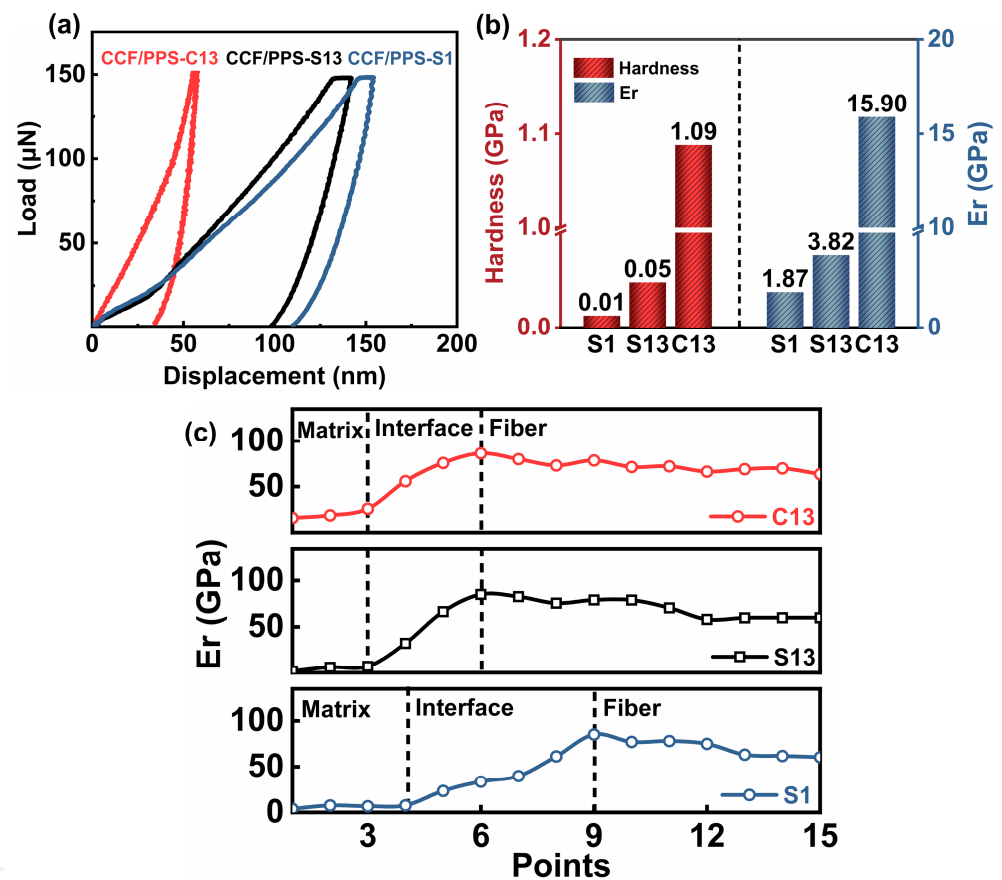 (a)
CCF/PPS-C13 CCF/PPS-S13 CCF/PPS-S1
150
100
50
0 50 100 150 200
Load (μN)
Displacement (nm)
(b)
1.2
1.1
1.0
0.0
Hardness (GPa)
Hardness
Er
0.01
0.05
1.09
1.87
3.82
15.90
S1 S13 C13
S1 S13 C13
20
15
10
0
Er (GPa)
(c)
Matrix Interface Fiber
100
50
C13
100
50
S13
Matrix Interface Fiber
100
50
0
S1
3 6 9 12 15
Er (GPa)
Points